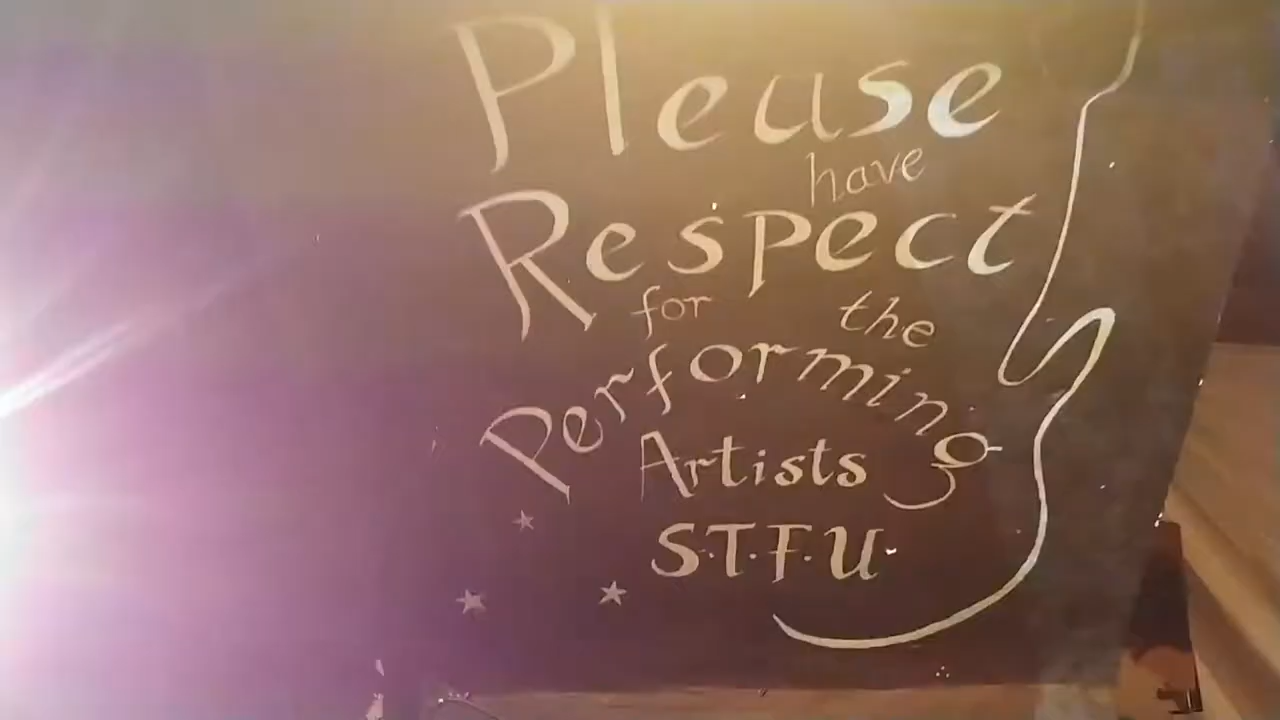 Please
have
Respect
for the
Performing
Artists
S.T.F.U.